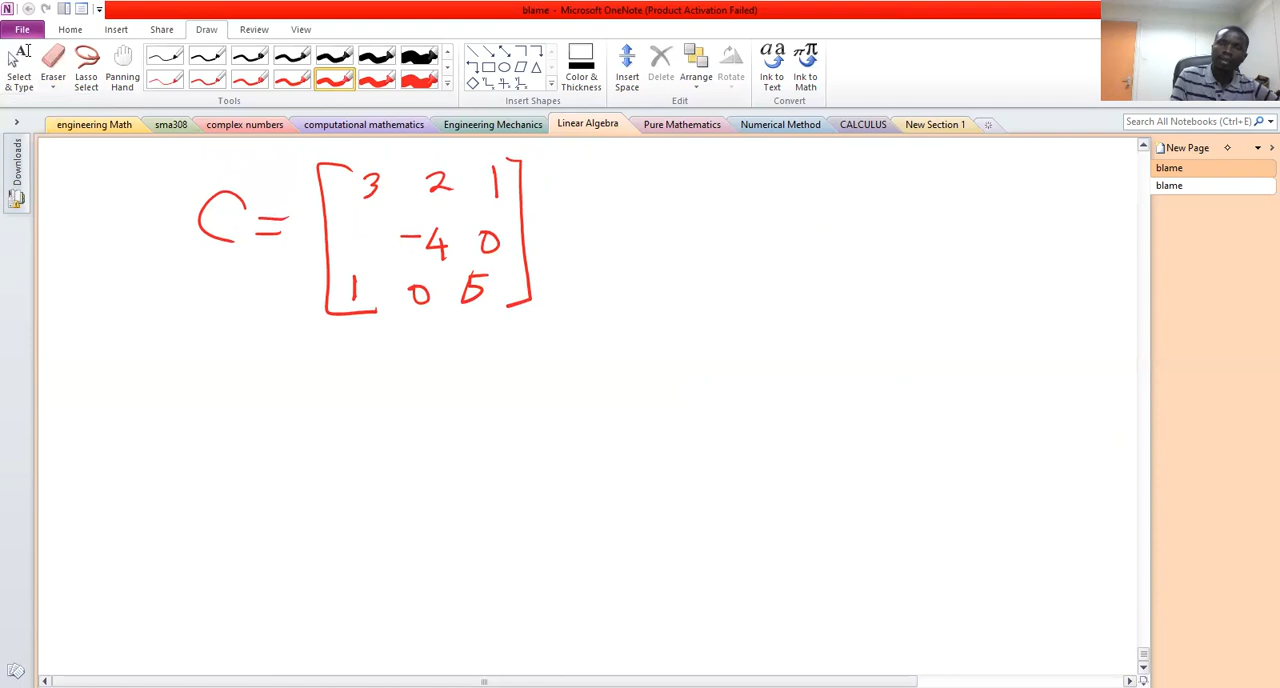 blame - Microsoft OneNote (Product Activation Failed)
File Home Insert Share Draw Review View
Select & Type Eraser Lasso Select Panning Hand Color & Thickness Insert Space Delete Arrange Rotate Ink to Text Ink to Math
Tools Insert Shapes Edit Convert
engineering Math sma308 complex numbers computational mathematics Engineering Mechanics Linear Algebra Pure Mathematics Numerical Method CALCULUS New Section 1 Search All Notebooks (Ctrl+E)
Downloads
New Page
blame
blame
3 2 1
C = -4 0
1 0 5